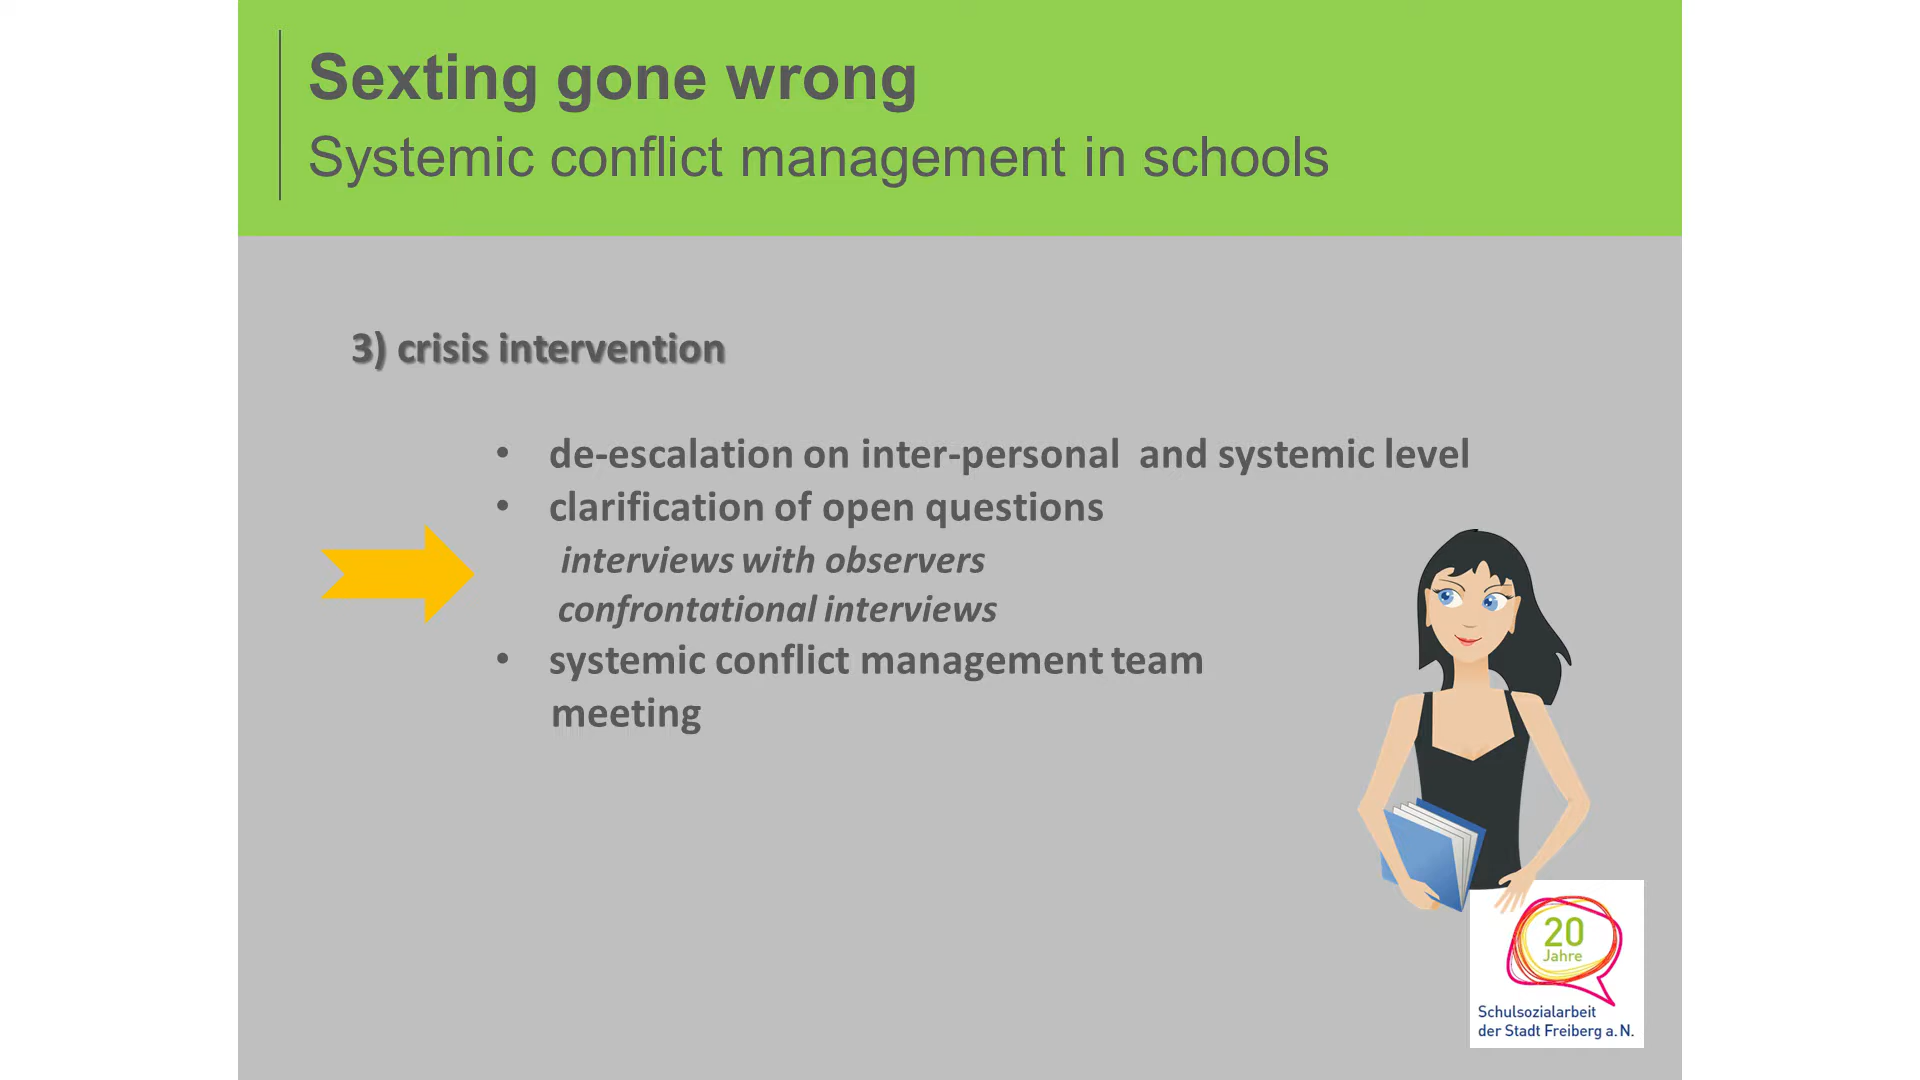 Sexting gone wrong
Systemic conflict management in schools
3) crisis intervention
• de-escalation on inter-personal and systemic level
• clarification of open questions
interviews with observers
confrontational interviews
• systemic conflict management team
meeting
20
Jahre
Schulsozialarbeit
der Stadt Freiberg a. N.